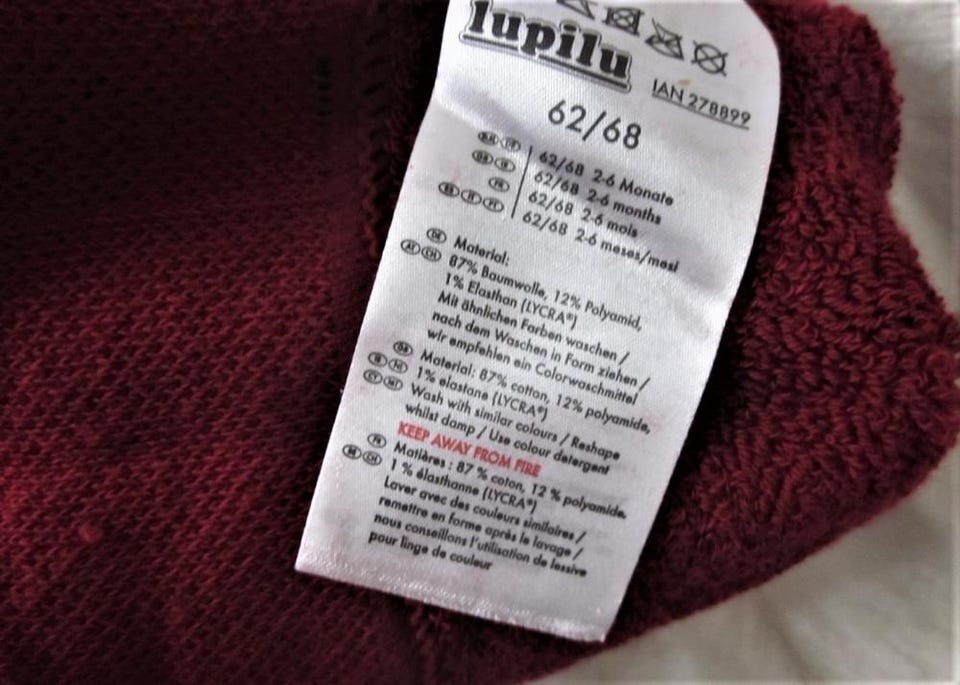 lupilu
IAN 278899
62/68
62/68 2-6 Monate
62/68 2-6 months
62/68 2-6 mois
62/68 2-6 meses/mesi
DE
AT CH
Material:
87% Baumwolle, 12% Polyamid,
1% Elasthan (LYCRA®)
Mit ähnlichen Farben waschen /
nach dem Waschen in Form ziehen /
wir empfehlen ein Colorwaschmittel
Material: 87% cotton, 12% polyamide,
1% elastane (LYCRA®)
Wash with similar colours / Reshape
whilst damp / Use colour detergent
KEEP AWAY FROM FIRE
Matières : 87 % coton, 12 % polyamide,
1 % élasthanne (LYCRA®)
Laver avec des couleurs similaires /
remettre en forme après le lavage /
nous conseillons l'utilisation de lessive
pour linge de couleur